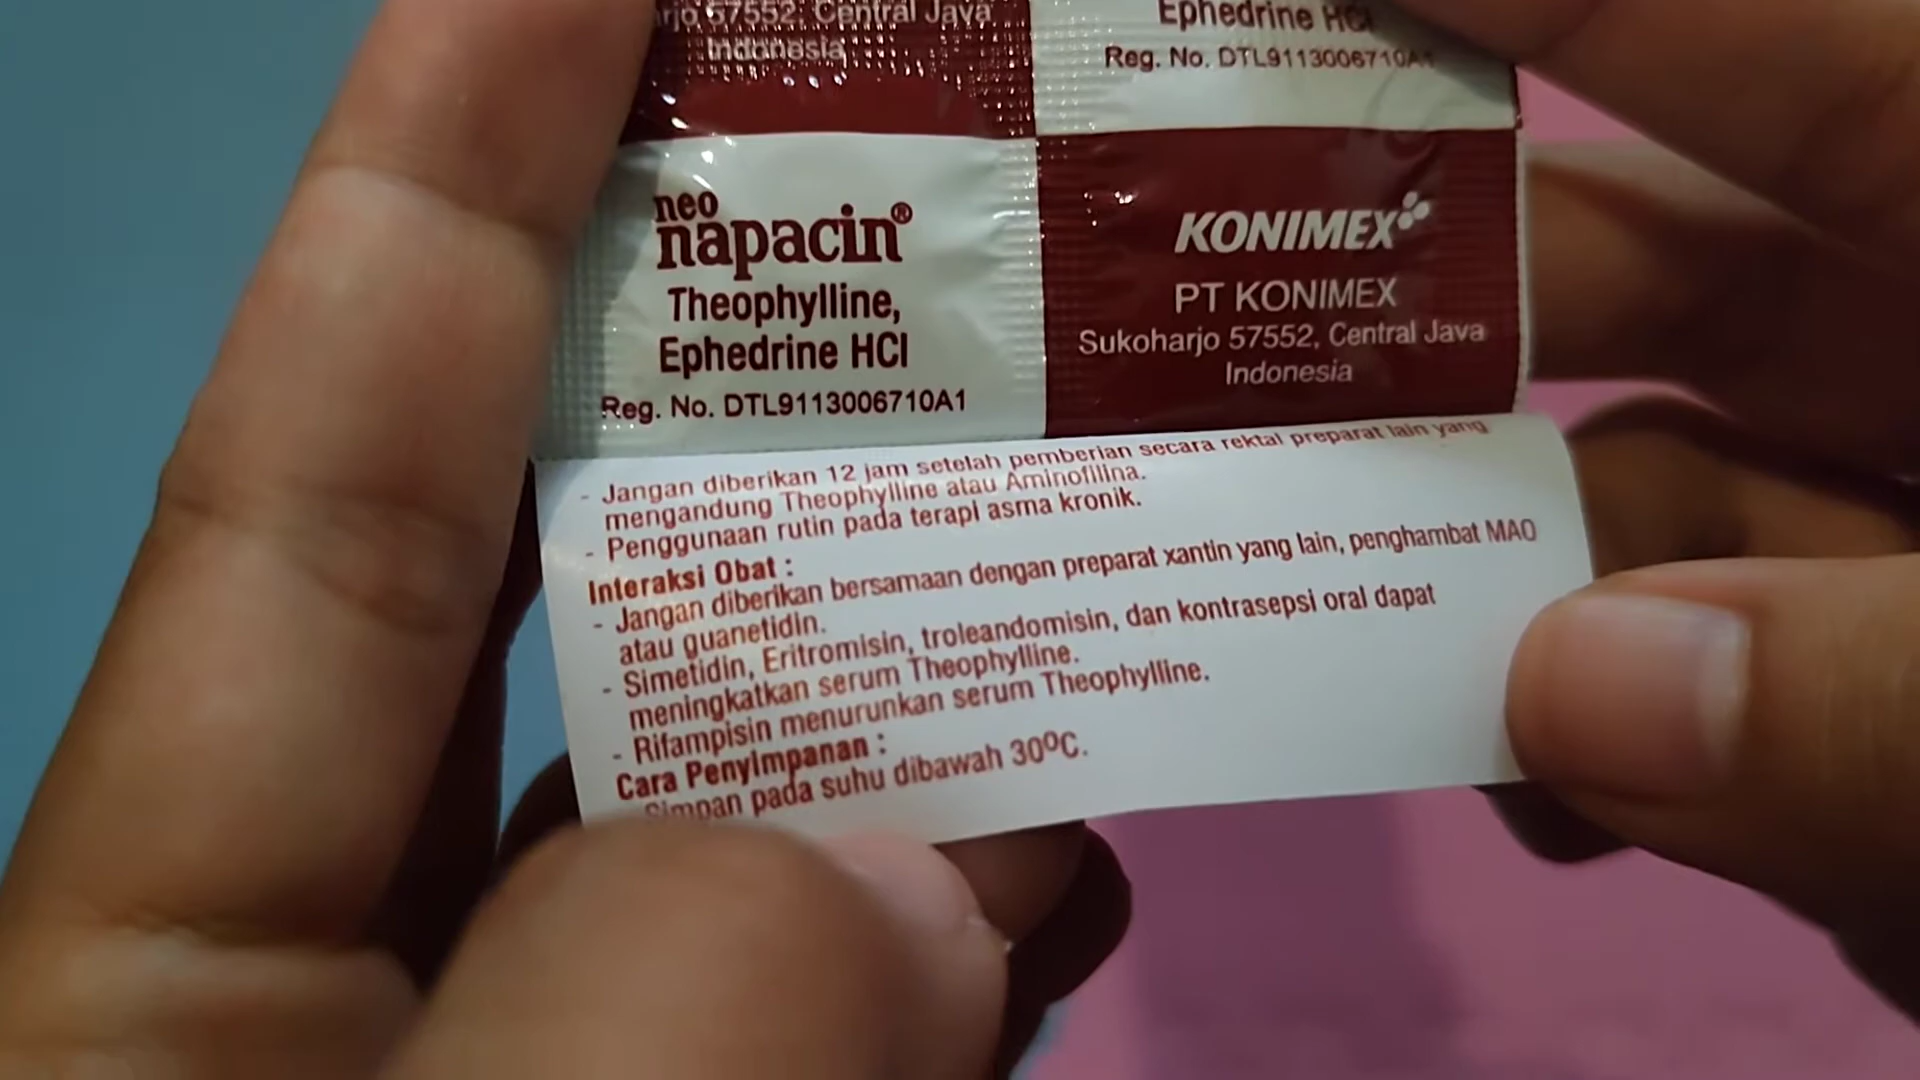 57552, Central Java
Indonesia
Ephedrine HCl
Reg. No. DTL9113006710A1
neo
napacin®
Theophylline,
Ephedrine HCl
Reg. No. DTL9113006710A1
KONIMEX
PT KONIMEX
Sukoharjo 57552, Central Java
Indonesia
- Jangan diberikan 12 jam setelah pemberian secara rektal preparat lain yang
mengandung Theophylline atau Aminofilina.
- Penggunaan rutin pada terapi asma kronik.
Interaksi Obat :
- Jangan diberikan bersamaan dengan preparat xantin yang lain, penghambat MAO
atau guanetidin.
- Simetidin, Eritromisin, troleandomisin, dan kontrasepsi oral dapat
meningkatkan serum Theophylline.
- Rifampisin menurunkan serum Theophylline.
Cara Penyimpanan :
Simpan pada suhu dibawah 30ºC.